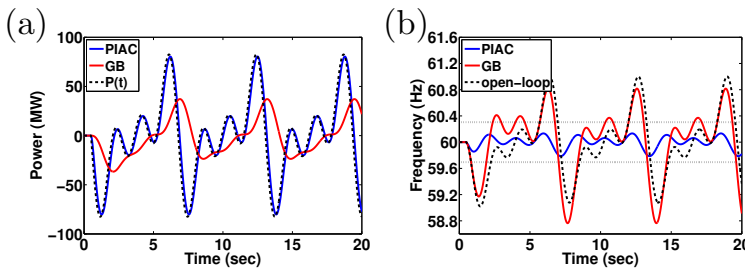 (a)
Power (MW)
100
50
0
−50
−100
PIAC
GB
P(t)
0 5 10 15 20
Time (sec)
(b)
Frequency (Hz)
61.6
61.2
60.8
60.4
60
59.6
59.2
58.8
PIAC
GB
open−loop
0 5 10 15 20
Time (sec)